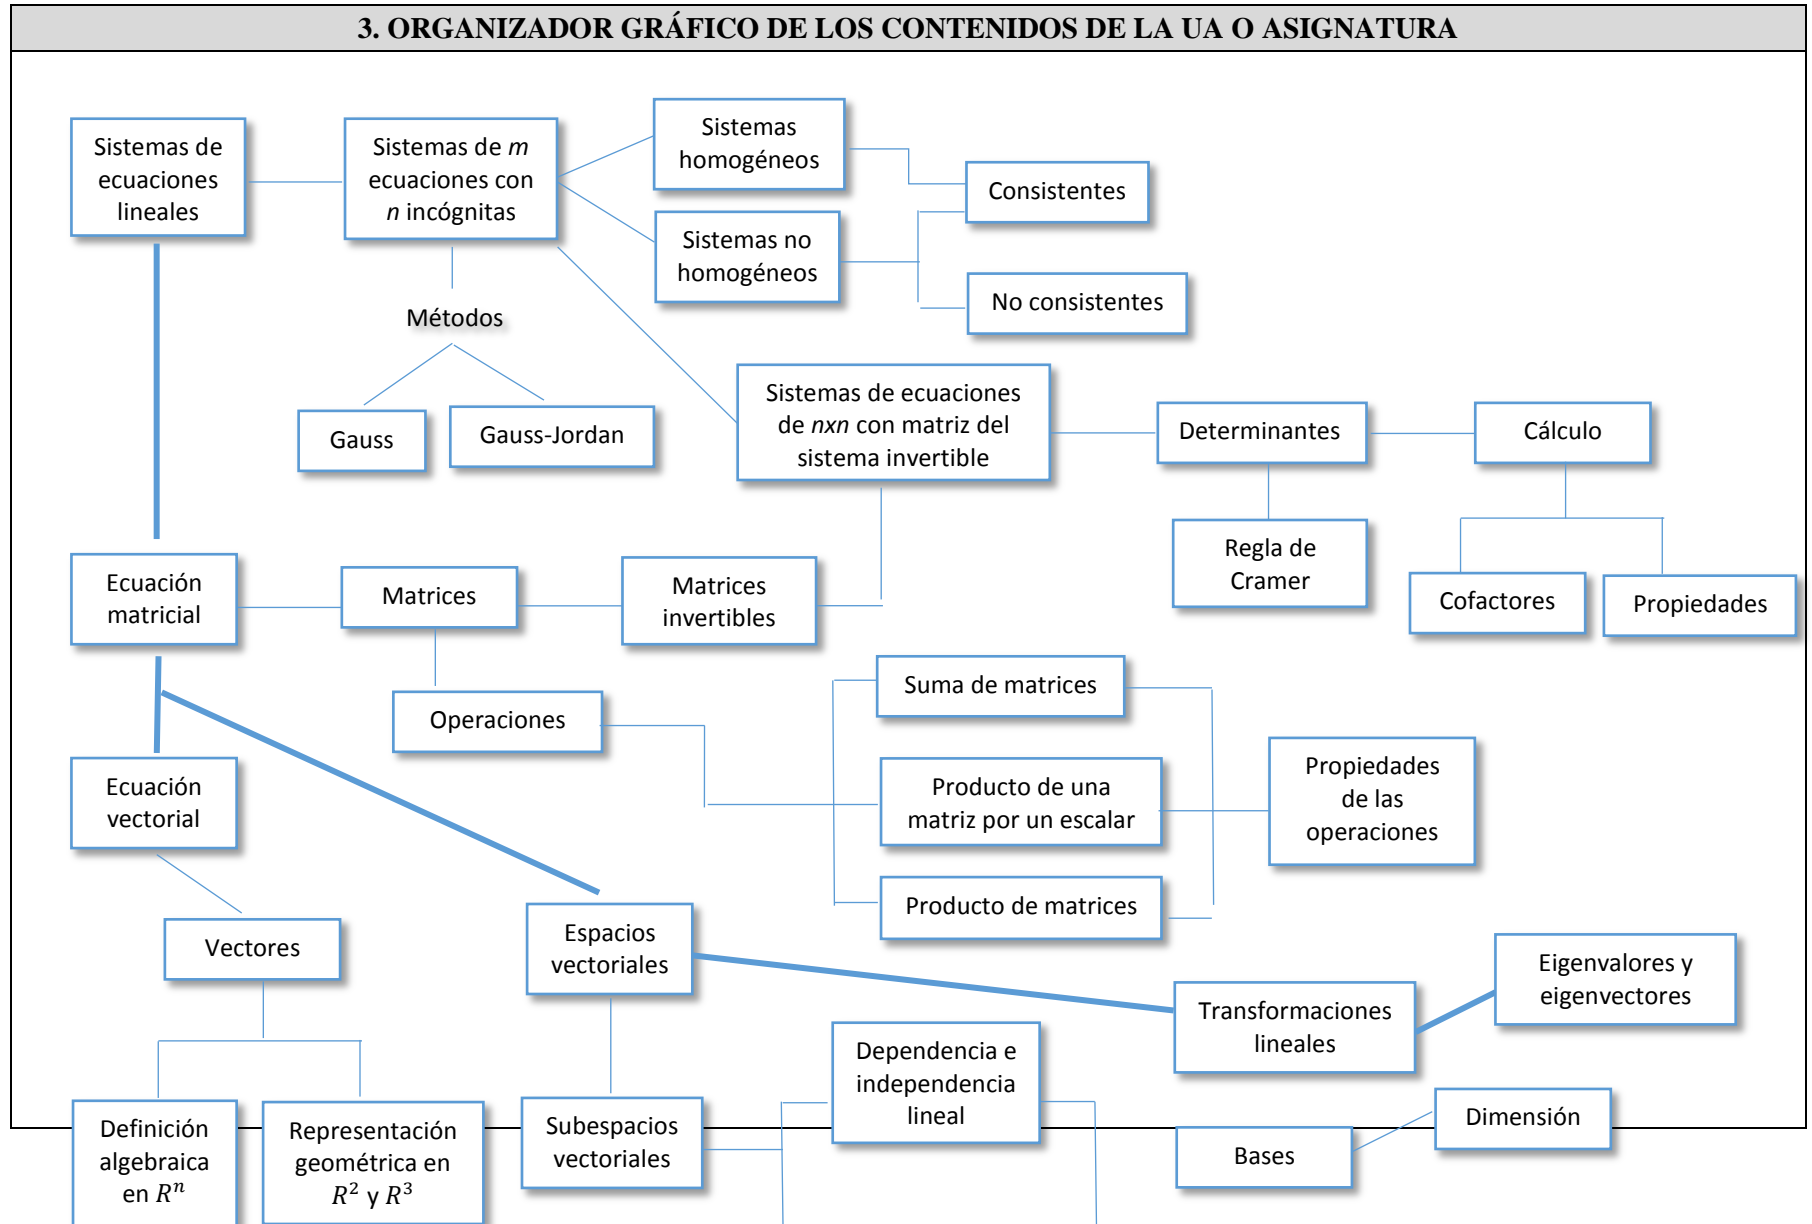 3. ORGANIZADOR GRÁFICO DE LOS CONTENIDOS DE LA UA O ASIGNATURA
Sistemas de
ecuaciones
lineales
Sistemas de m
ecuaciones con
n incógnitas
Sistemas
homogéneos
Sistemas no
homogéneos
Consistentes
No consistentes
Métodos
Gauss
Gauss-Jordan
Sistemas de ecuaciones
de nxn con matriz del
sistema invertible
Determinantes
Cálculo
Regla de
Cramer
Cofactores
Propiedades
Ecuación
matricial
Matrices
Matrices
invertibles
Operaciones
Suma de matrices
Producto de una
matriz por un escalar
Producto de matrices
Propiedades
de las
operaciones
Ecuación
vectorial
Vectores
Espacios
vectoriales
Transformaciones
lineales
Eigenvalores y
eigenvectores
Definición
algebraica
en Rⁿ
Representación
geométrica en
R² y R³
Subespacios
vectoriales
Dependencia e
independencia
lineal
Bases
Dimensión